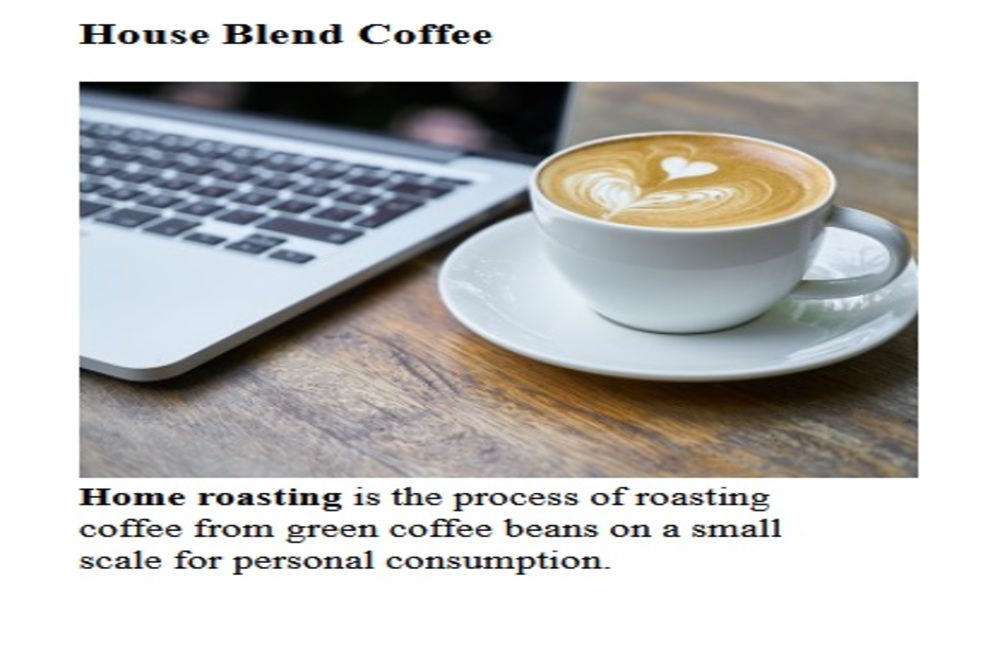 House Blend Coffee
Home roasting is the process of roasting
coffee from green coffee beans on a small
scale for personal consumption.